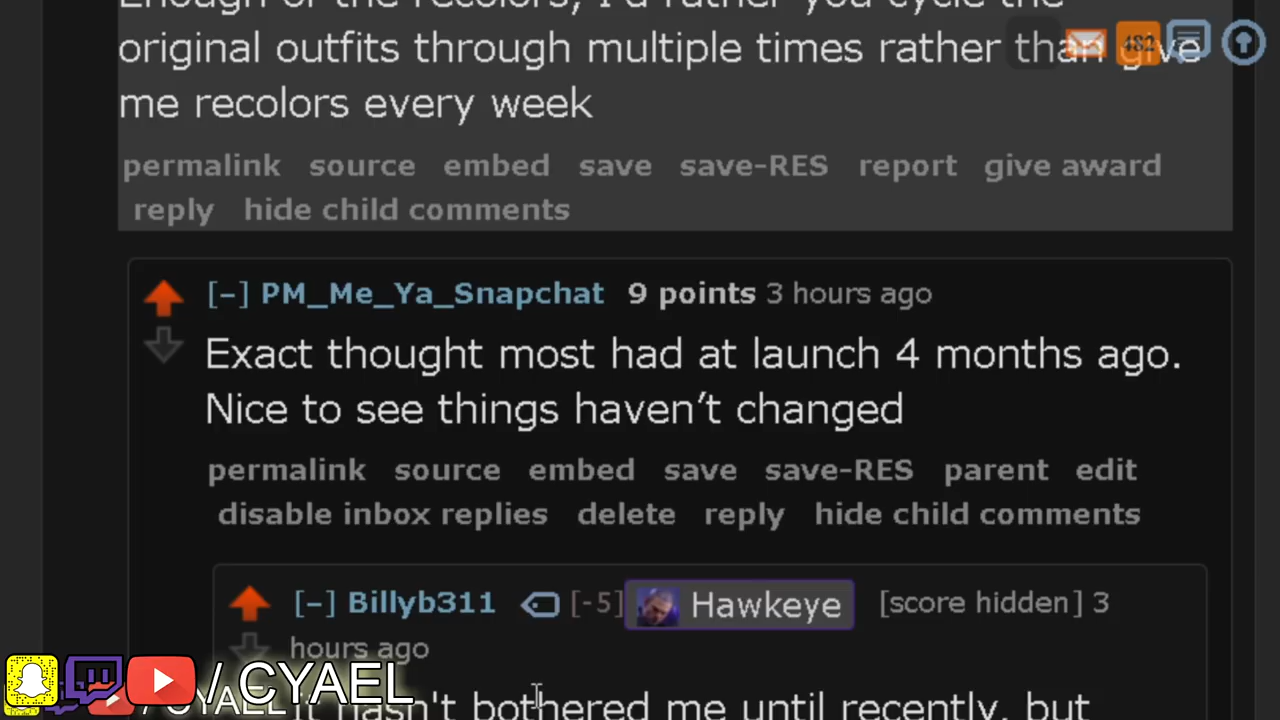 Enough of the recolors, I'd rather you cycle the
original outfits through multiple times rather than give
me recolors every week
482
permalink source embed save save-RES report give award
reply hide child comments
[–] PM_Me_Ya_Snapchat 9 points 3 hours ago
Exact thought most had at launch 4 months ago.
Nice to see things haven't changed
permalink source embed save save-RES parent edit
disable inbox replies delete reply hide child comments
[–] Billyb311 [-5] Hawkeye [score hidden] 3
hours ago
It hasn't bothered me until recently, but
/ CYAEL
/ CYAEL